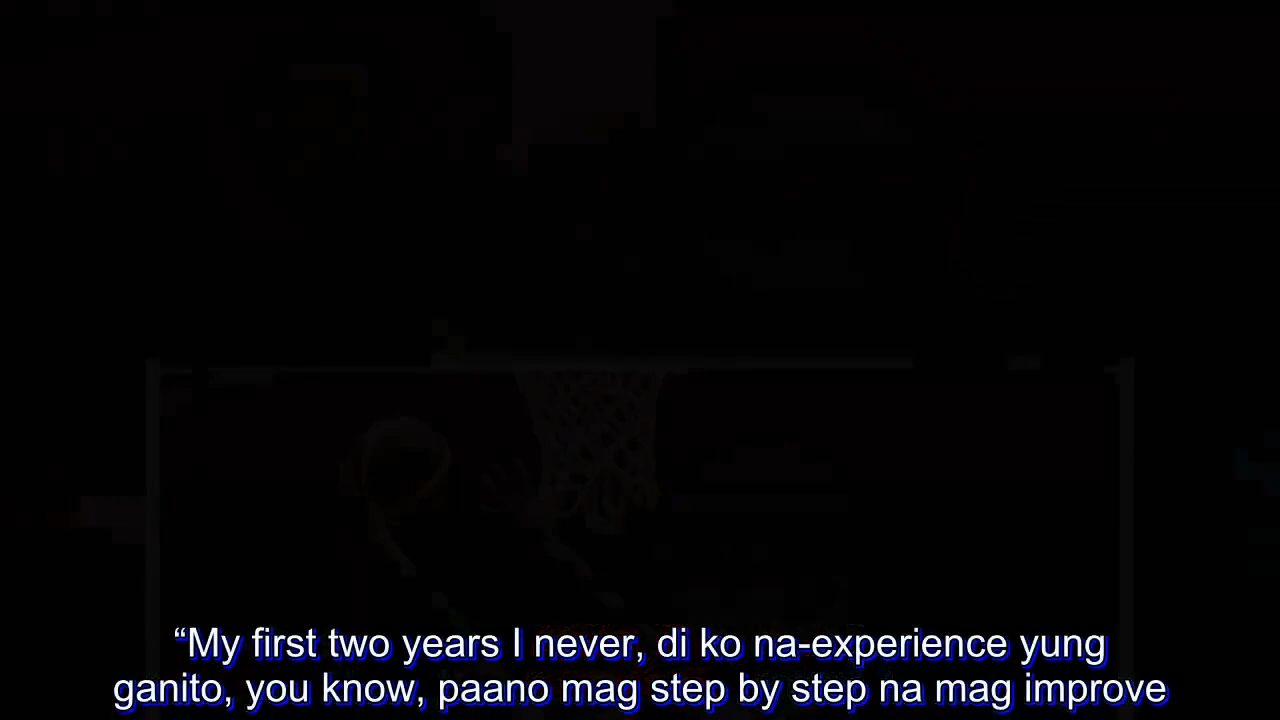 “My first two years I never, di ko na-experience yung
ganito, you know, paano mag step by step na mag improve